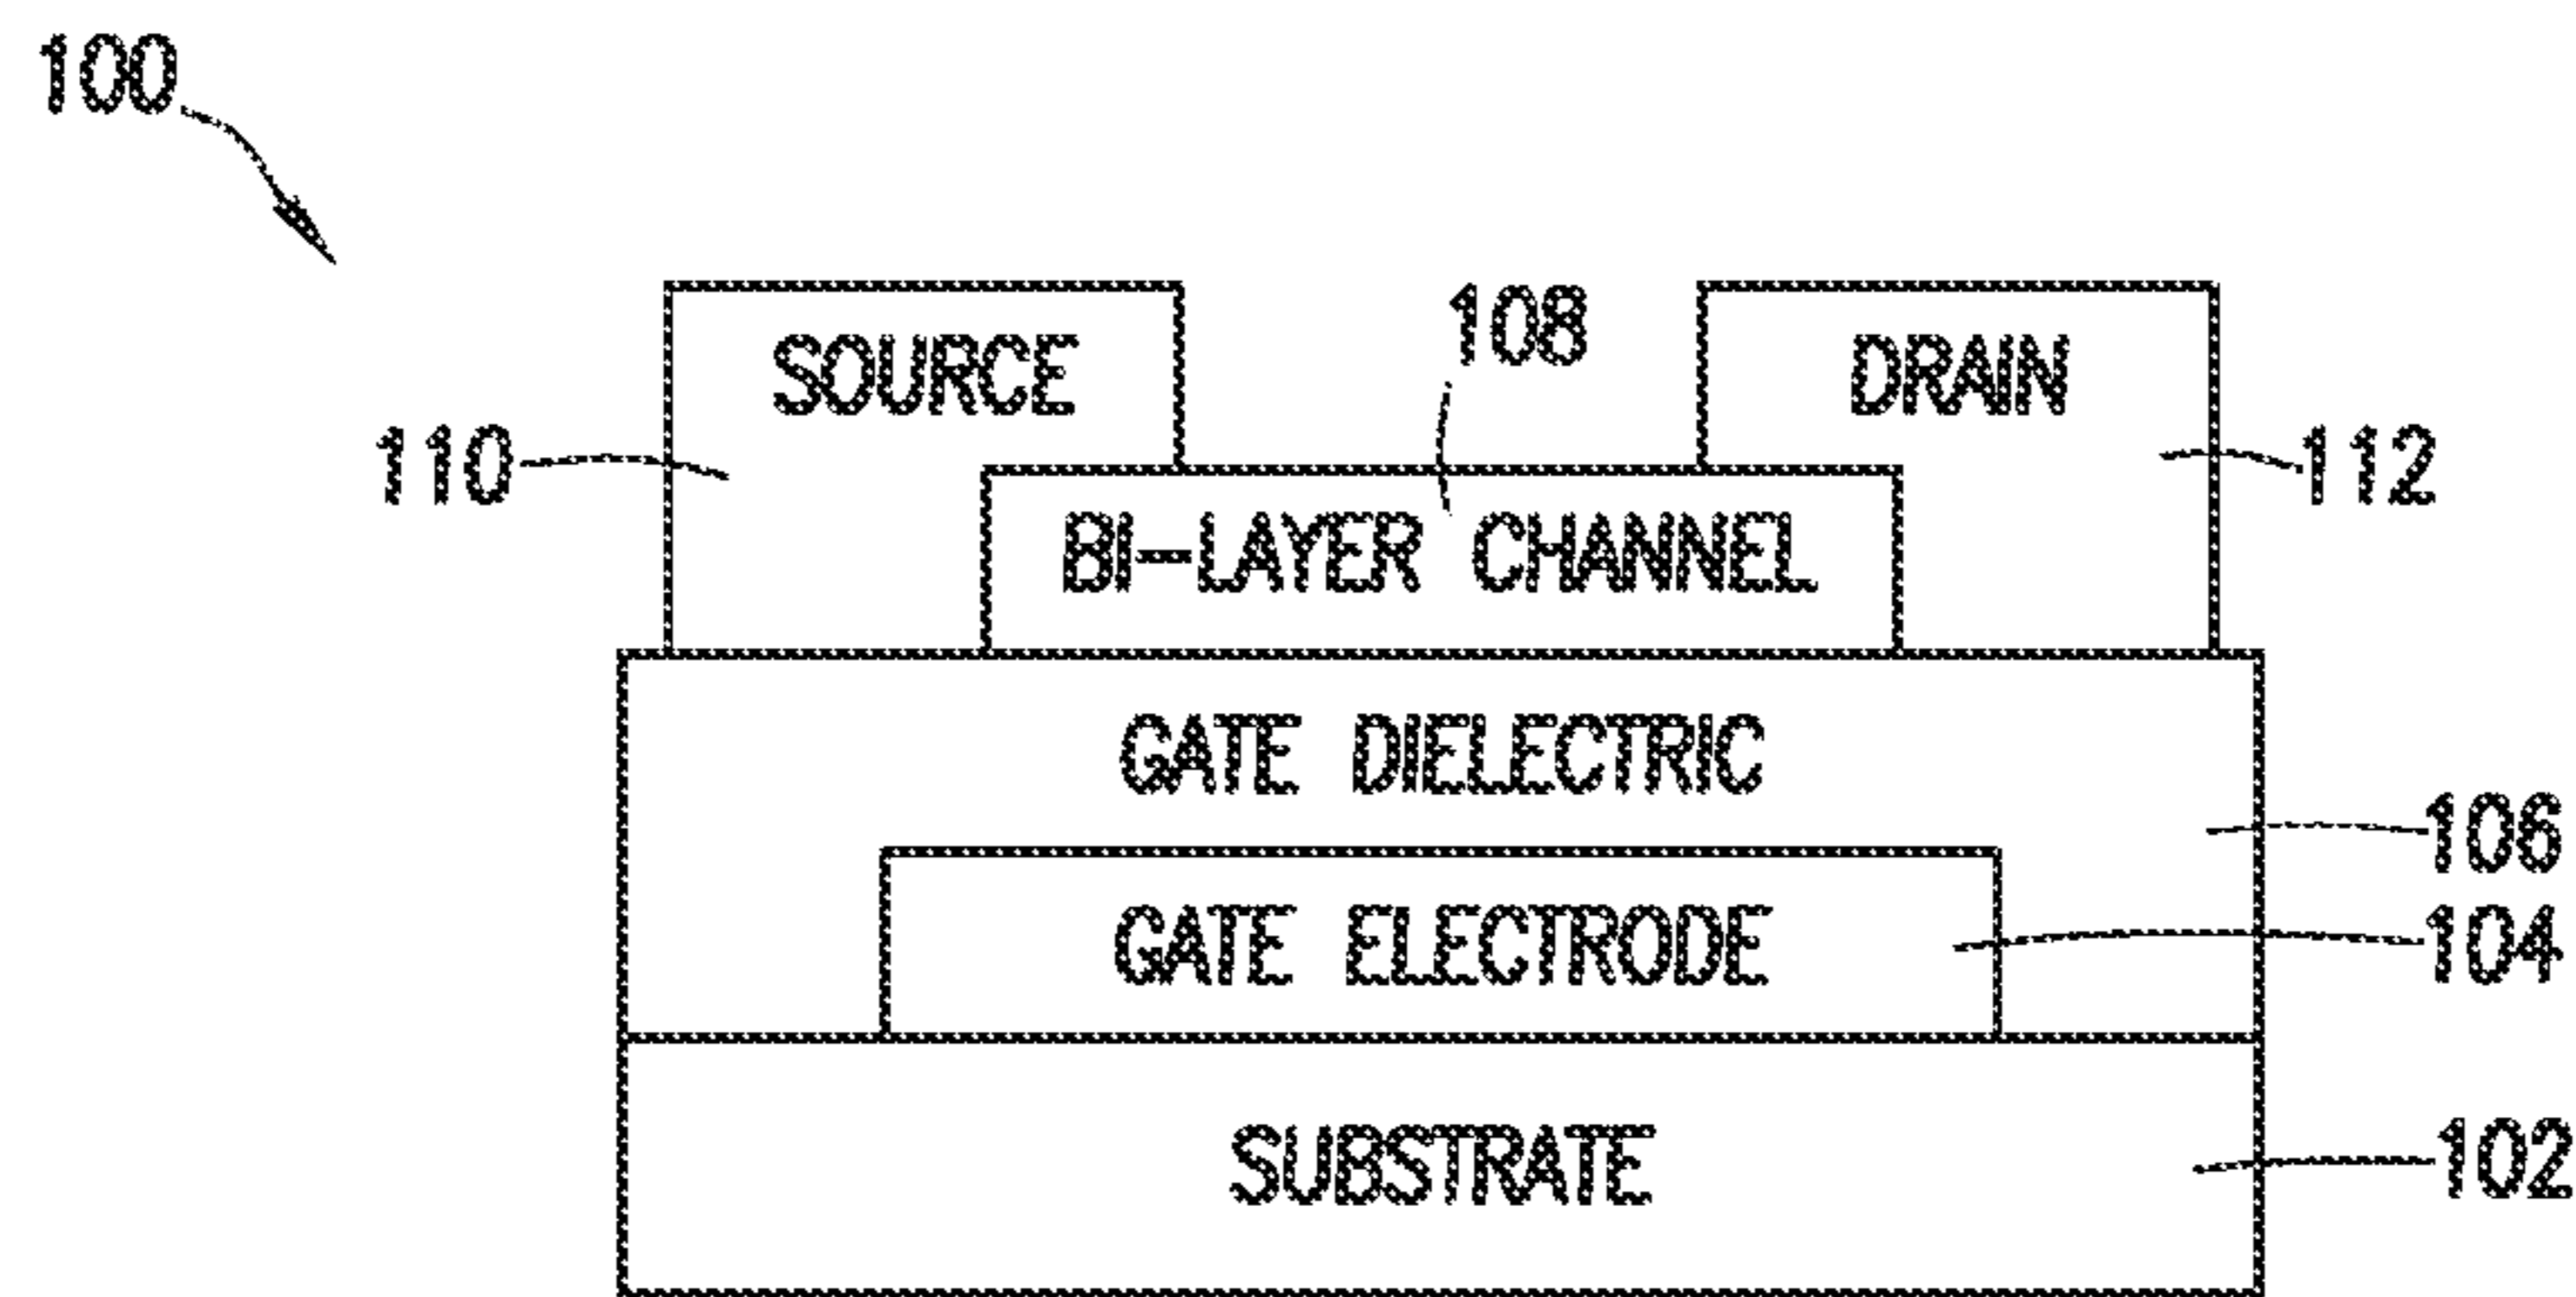 100
SOURCE
108
DRAIN
110
112
BI-LAYER CHANNEL
GATE DIELECTRIC
106
GATE ELECTRODE
104
SUBSTRATE
102